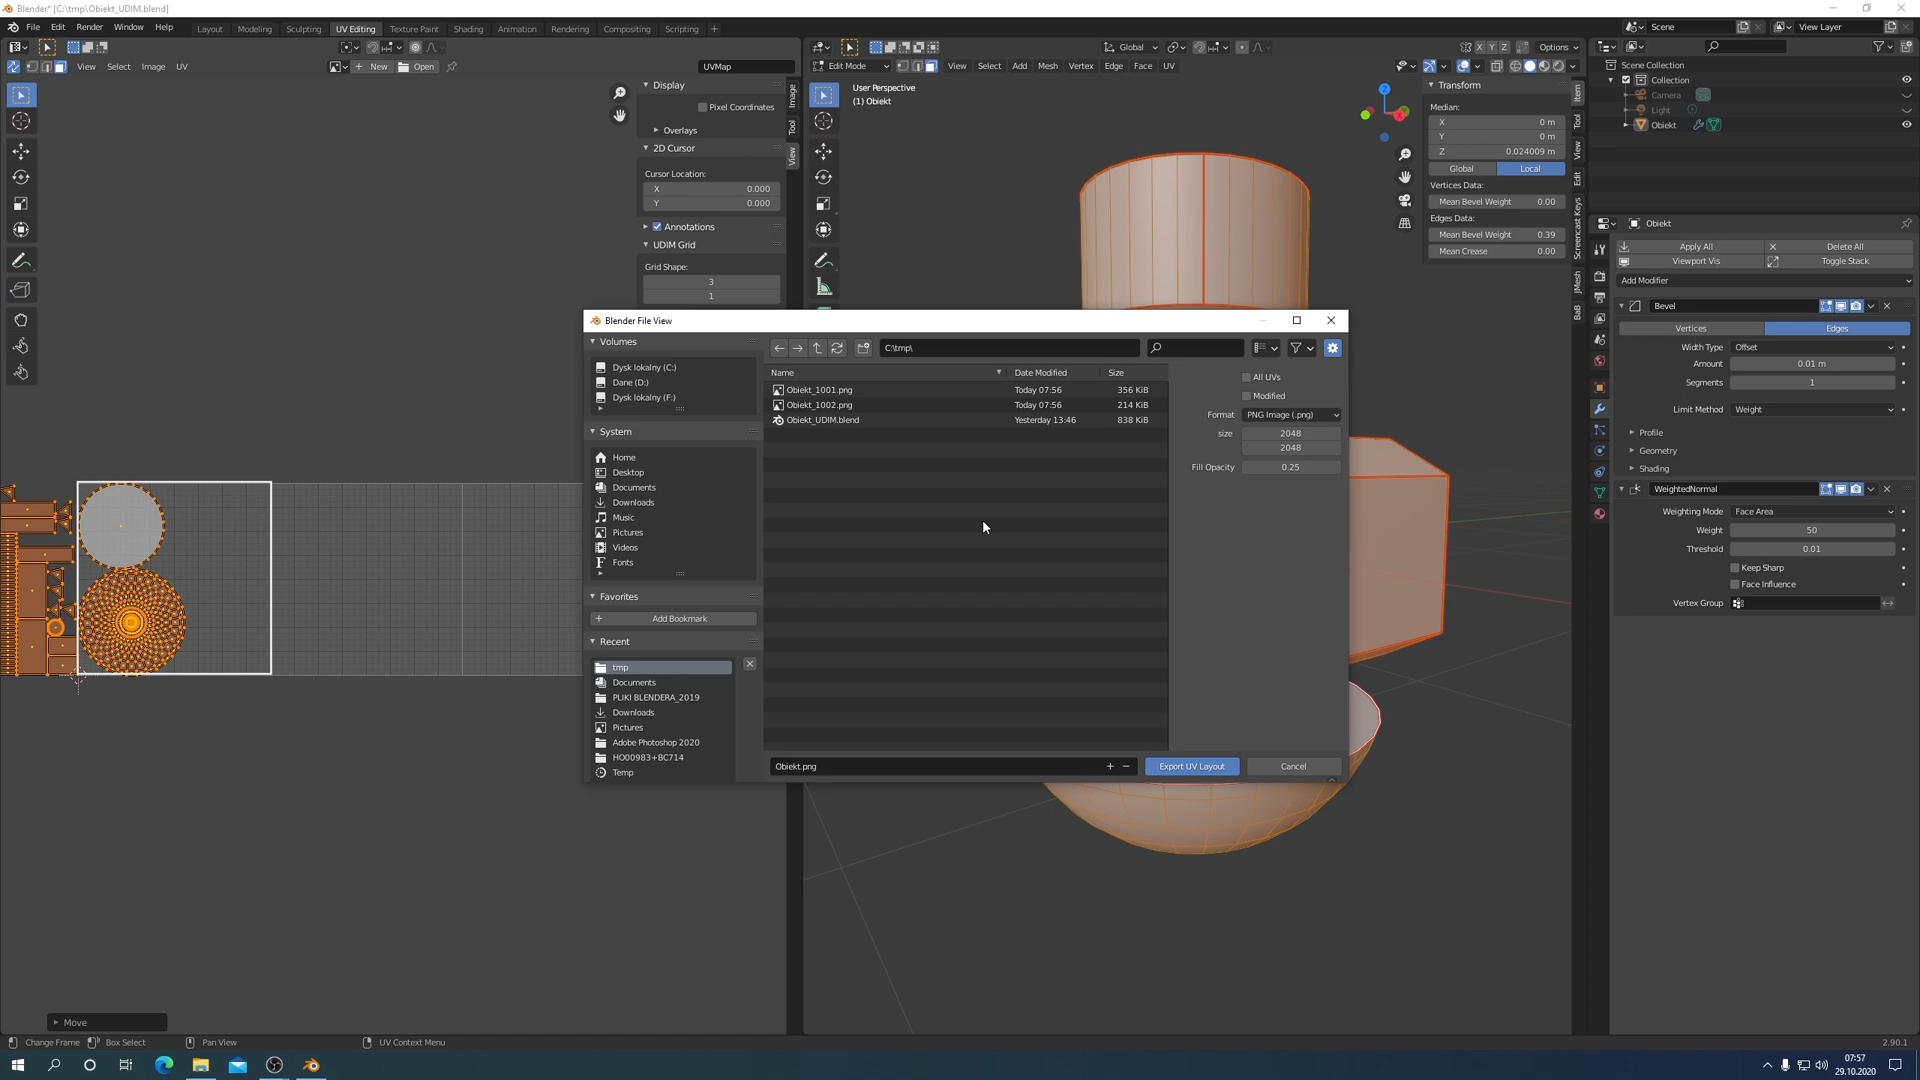 Blender* [C:\tmp\Obiekt_UDIM.blend]
File Edit Render Window Help
Layout Modeling Sculpting UV Editing Texture Paint Shading Animation Rendering Compositing Scripting +
Scene
View Layer
View Select Image UV
New
Open
UVMap
Global
Options
X Y Z
Edit Mode
View Select Add Mesh Vertex Edge Face UV
User Perspective
(1) Obiekt
Display
Pixel Coordinates
Overlays
2D Cursor
Cursor Location:
X 0.000
Y 0.000
Annotations
UDIM Grid
Grid Shape:
3
1
Image
Tool
View
Z
Transform
Median:
X 0 m
Y 0 m
Z 0.024009 m
Global Local
Vertices Data:
Mean Bevel Weight 0.00
Edges Data:
Mean Bevel Weight 0.39
Mean Crease 0.00
Item
Tool
View
Edit
Screencast Keys
JMesh
BaB
Scene Collection
Collection
Camera
Light
Obiekt
Obiekt
Apply All
Delete All
Viewport Vis
Toggle Stack
Add Modifier
Bevel
Vertices Edges
Width Type Offset
Amount 0.01 m
Segments 1
Limit Method Weight
Profile
Geometry
Shading
WeightedNormal
Weighting Mode Face Area
Weight 50
Threshold 0.01
Keep Sharp
Face Influence
Vertex Group
Blender File View
Volumes
Dysk lokalny (C:)
Dane (D:)
Dysk lokalny (F:)
System
Home
Desktop
Documents
Downloads
Music
Pictures
Videos
Fonts
Favorites
Add Bookmark
Recent
tmp
Documents
PLIKI BLENDERA_2019
Downloads
Pictures
Adobe Photoshop 2020
HO00983+BC714
Temp
C:\tmp\
Name Date Modified Size
Obiekt_1001.png Today 07:56 356 KiB
Obiekt_1002.png Today 07:56 214 KiB
Obiekt_UDIM.blend Yesterday 13:46 838 KiB
All UVs
Modified
Format PNG Image (.png)
size 2048
2048
Fill Opacity 0.25
Obiekt.png
Export UV Layout
Cancel
Move
Change Frame Box Select Pan View UV Context Menu
2.90.1
07:57
29.10.2020